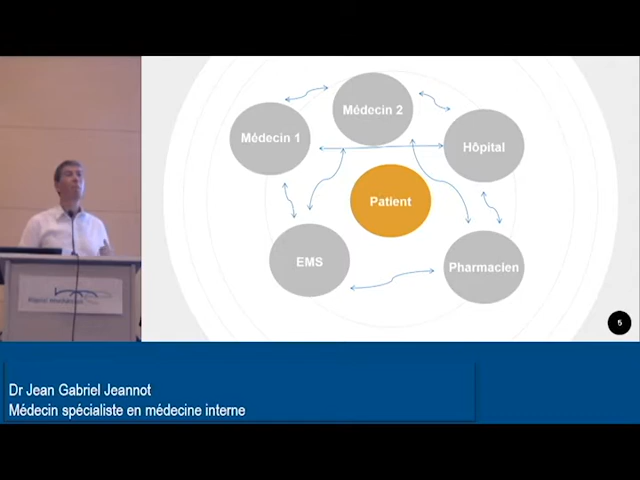 Médecin 2
Médecin 1
Hôpital
Patient
EMS
Pharmacien
5
Dr Jean Gabriel Jeannot
Médecin spécialiste en médecine interne